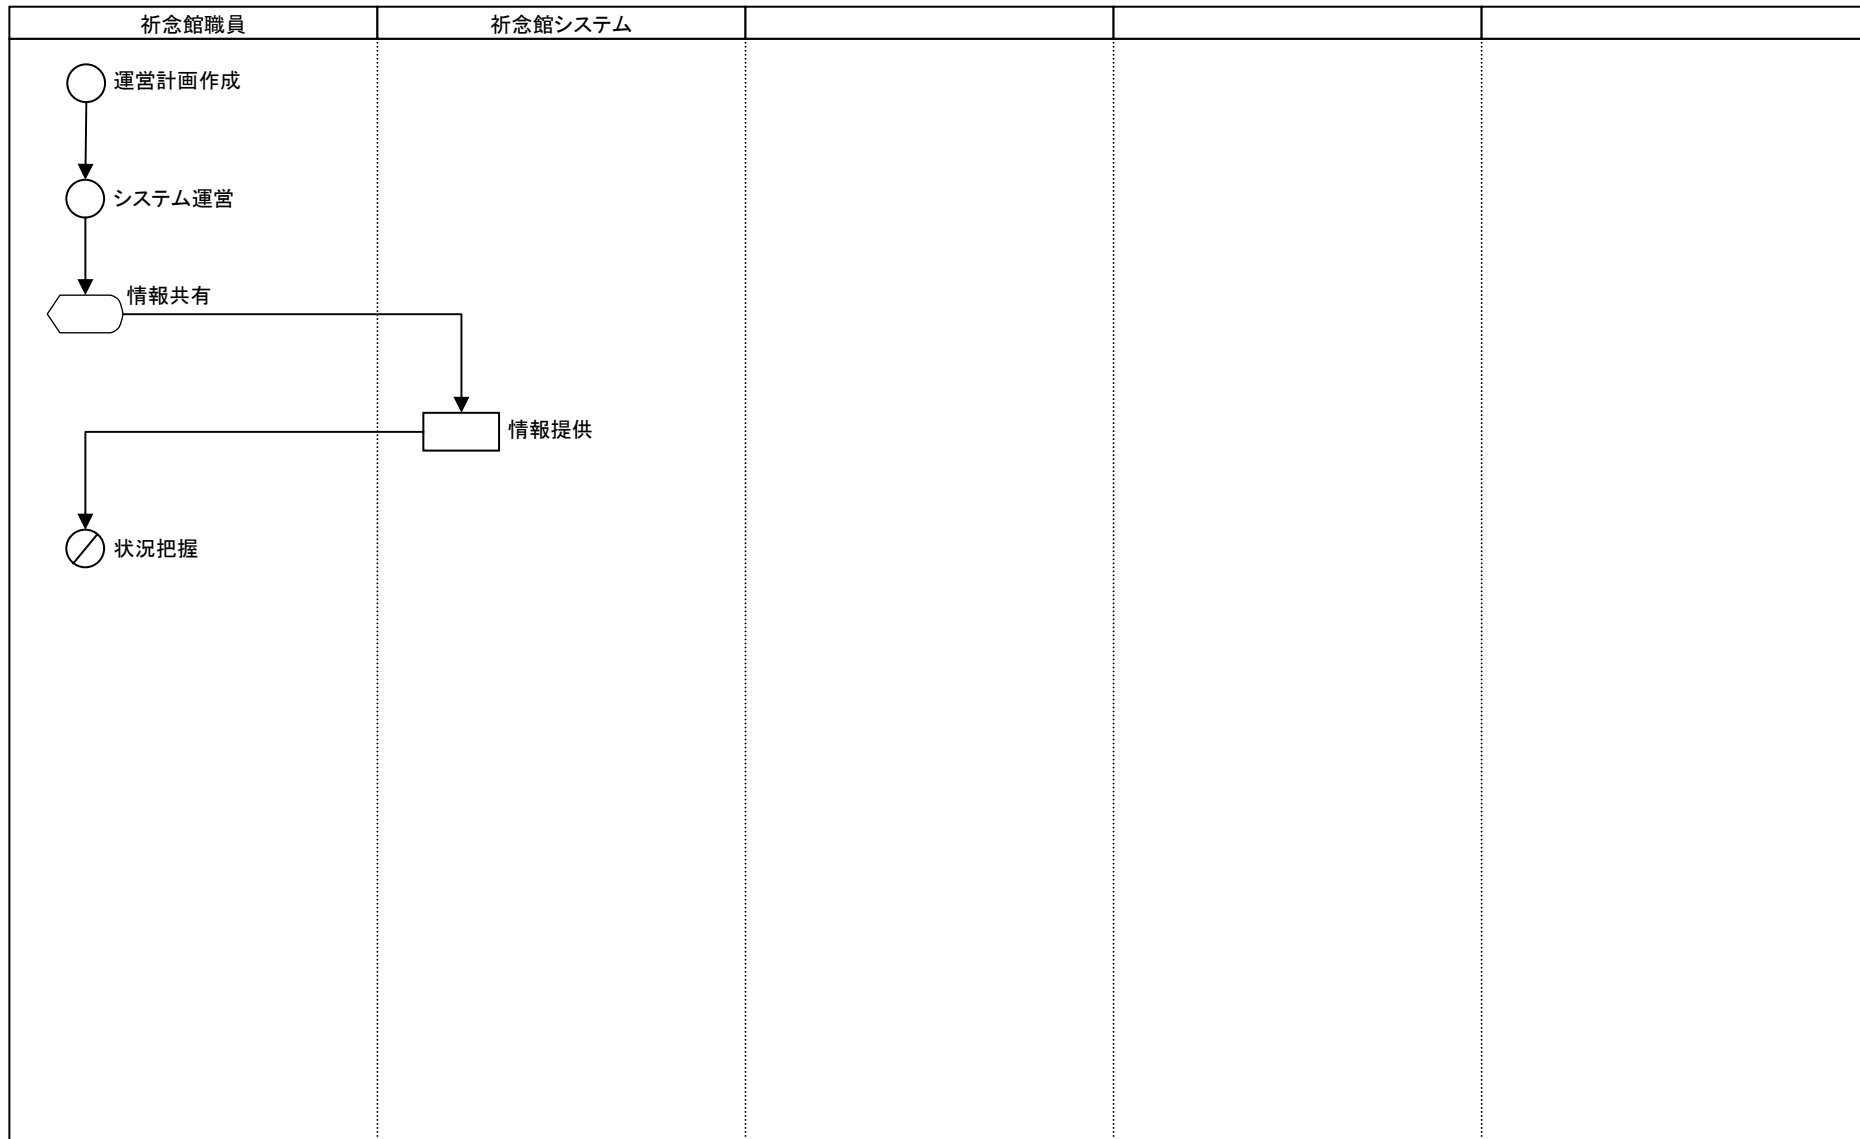 祈念館職員
祈念館システム
運営計画作成
システム運営
情報共有
情報提供
状況把握